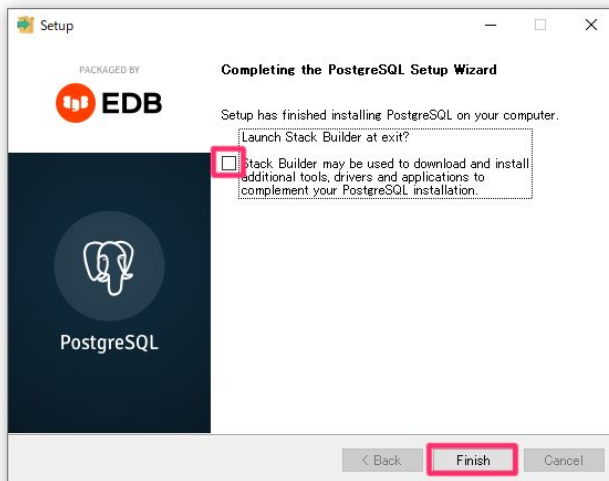 Setup
PACKAGED BY
EDB
Completing the PostgreSQL Setup Wizard
Setup has finished installing PostgreSQL on your computer.
Launch Stack Builder at exit?
Stack Builder may be used to download and install
additional tools, drivers and applications to
complement your PostgreSQL installation.
PostgreSQL
< Back
Finish
Cancel